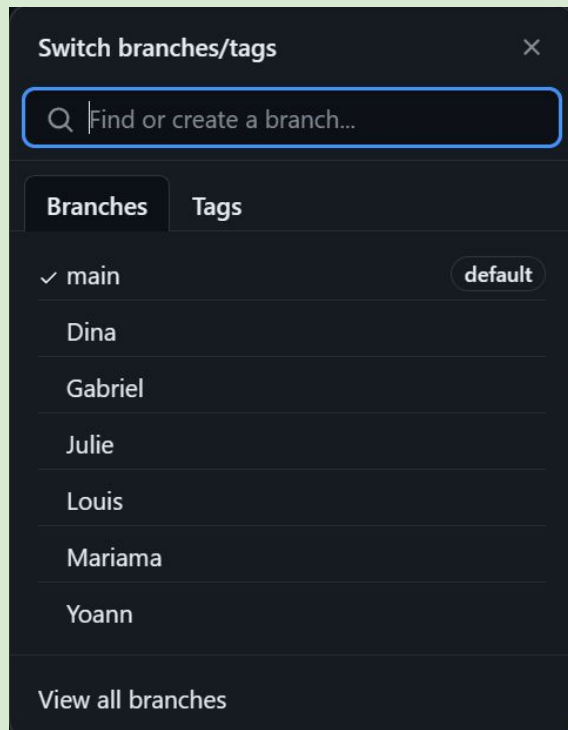 Switch branches/tags
Find or create a branch...
Branches Tags
main default
Dina
Gabriel
Julie
Louis
Mariama
Yoann
View all branches